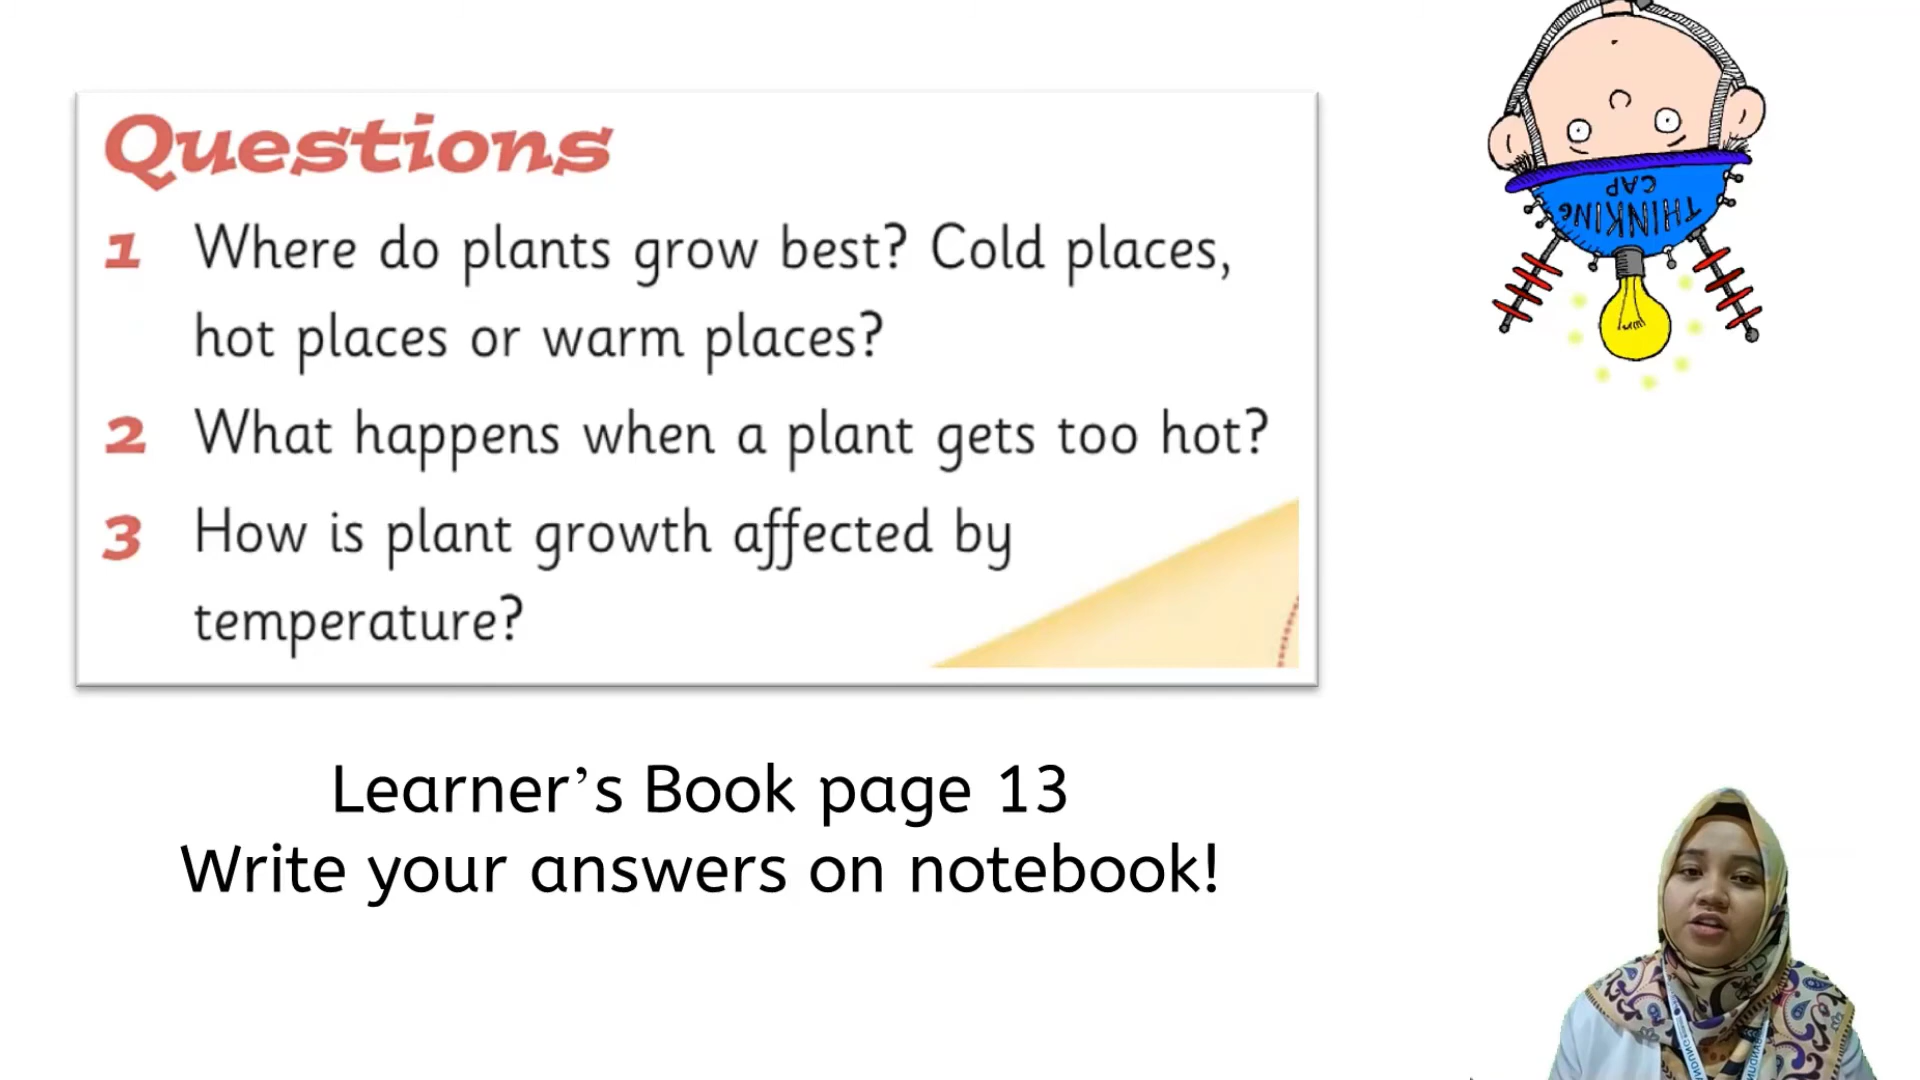 Questions
1 Where do plants grow best? Cold places,
hot places or warm places?
2 What happens when a plant gets too hot?
3 How is plant growth affected by
temperature?
THINKING
CAP
Learner’s Book page 13
Write your answers on notebook!